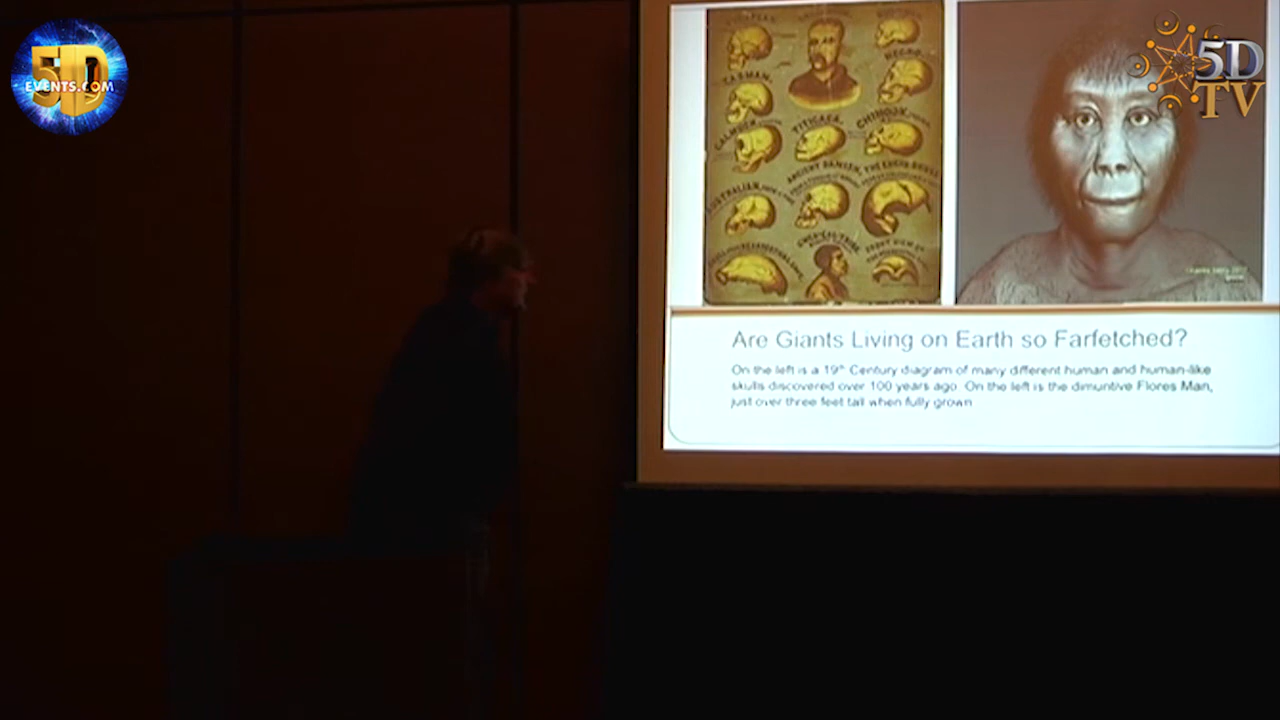 5D
EVENTS.COM
5D
TV
NEGRO,
TASMAN,
CALMUCK,
TITICACA,
CHINOOK,
AUSTRALIAN,
Are Giants Living on Earth so Farfetched?
On the left is a 19th Century diagram of many different human and human-like
skulls discovered over 100 years ago. On the left is the dimuntive Flores Man,
just over three feet tall when fully grown